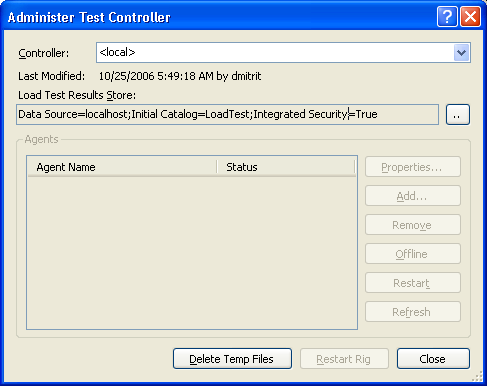 Administer Test Controller
Controller: <local>
Last Modified: 10/25/2006 5:49:18 AM by dmitrit
Load Test Results Store:
Data Source=localhost;Initial Catalog=LoadTest;Integrated Security=True ..
Agents
Agent Name Status
Properties...
Add...
Remove
Offline
Restart
Refresh
Delete Temp Files Restart Rig Close